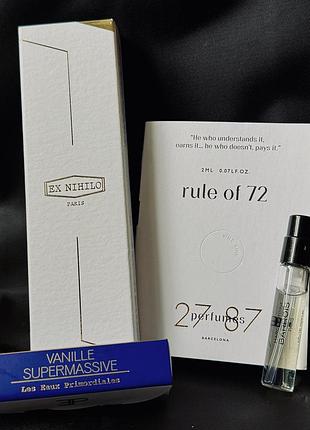 EX NIHILO
PARIS
"He who understands it,
earns it... he who doesn't, pays it."
2ML · 0.07LF.OZ.
rule of 72
27 87
perfumes
BARCELONA
VANILLE
SUPERMASSIVE
Les Eaux Primordiales